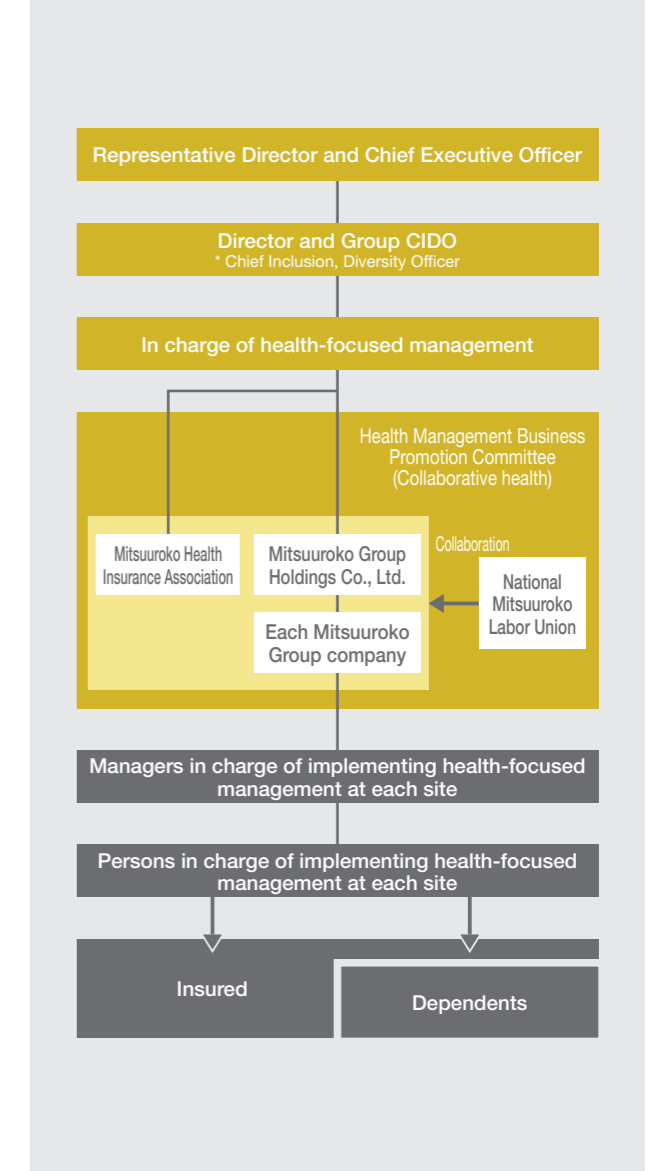 Representative Director and Chief Executive Officer
Director and Group CIDO
* Chief Inclusion, Diversity Officer
In charge of health-focused management
Health Management Business
Promotion Committee
(Collaborative health)
Mitsuuroko Health
Insurance Association
Mitsuuroko Group
Holdings Co., Ltd.
Each Mitsuuroko
Group company
Collaboration
National
Mitsuuroko
Labor Union
Managers in charge of implementing health-focused
management at each site
Persons in charge of implementing health-focused
management at each site
Insured
Dependents